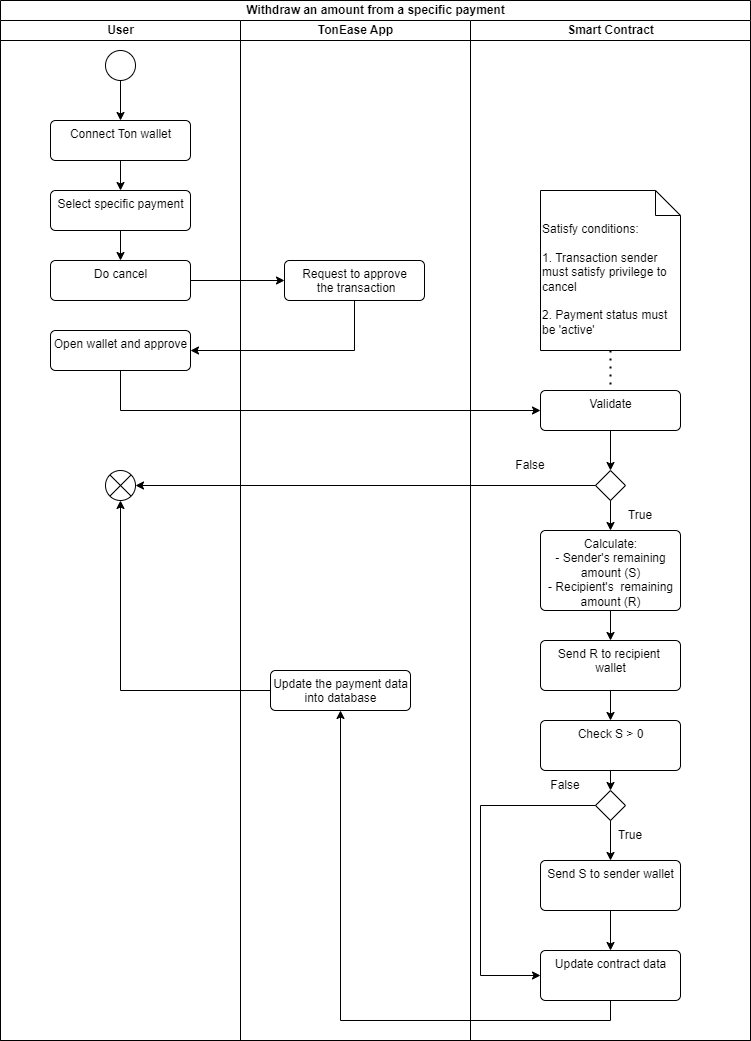 Withdraw an amount from a specific payment
User
TonEase App
Smart Contract
Connect Ton wallet
Select specific payment
Do cancel
Request to approve
the transaction
Open wallet and approve
Satisfy conditions:
1. Transaction sender
must satisfy privilege to
cancel
2. Payment status must
be 'active'
Validate
False
True
Calculate:
- Sender's remaining
amount (S)
- Recipient's remaining
amount (R)
Send R to recipient
wallet
Update the payment data
into database
Check S > 0
False
True
Send S to sender wallet
Update contract data